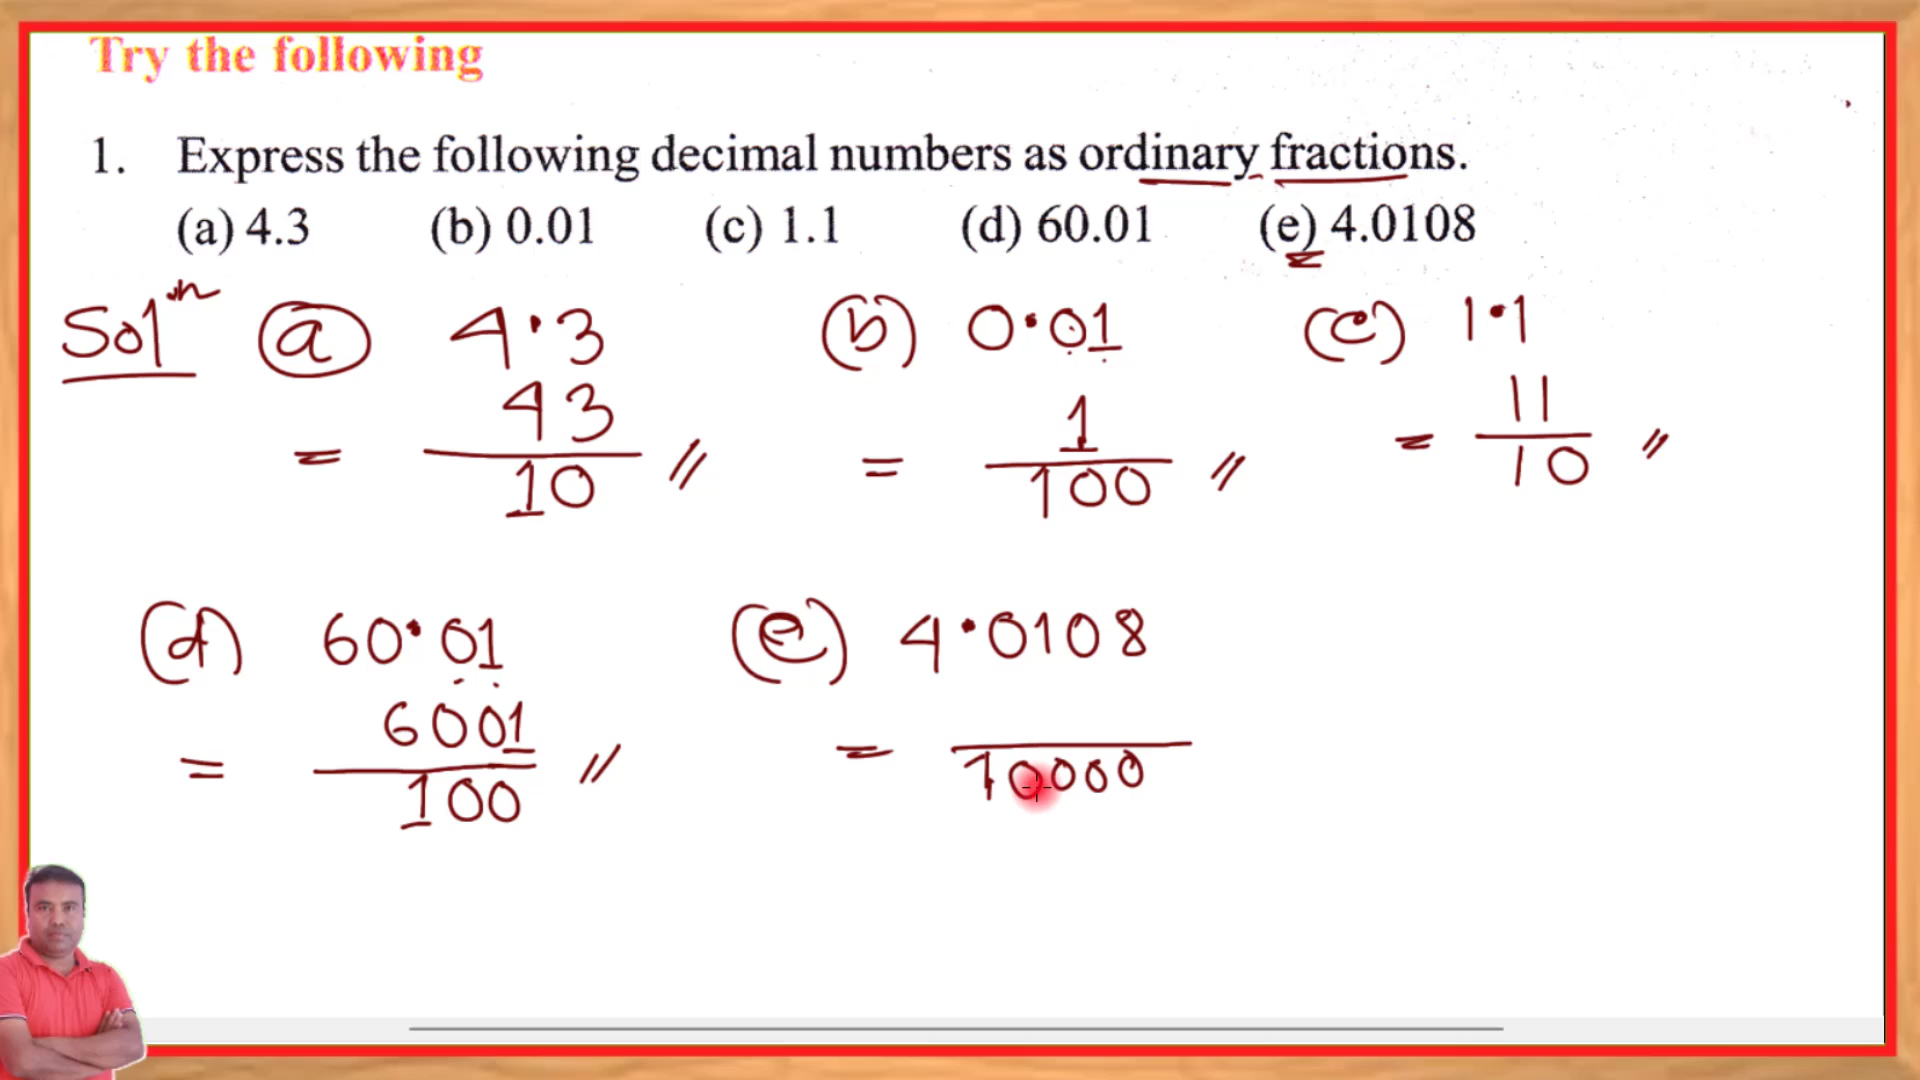 Try the following
1. Express the following decimal numbers as ordinary fractions.
(a) 4.3 (b) 0.01 (c) 1.1 (d) 60.01 (e) 4.0108
Solⁿ (a) 4.3 (b) 0.01 (c) 1.1
= 43/10 // = 1/100 // = 11/10 //
(d) 60.01 (e) 4.0108
= 6001/100 // = /10000